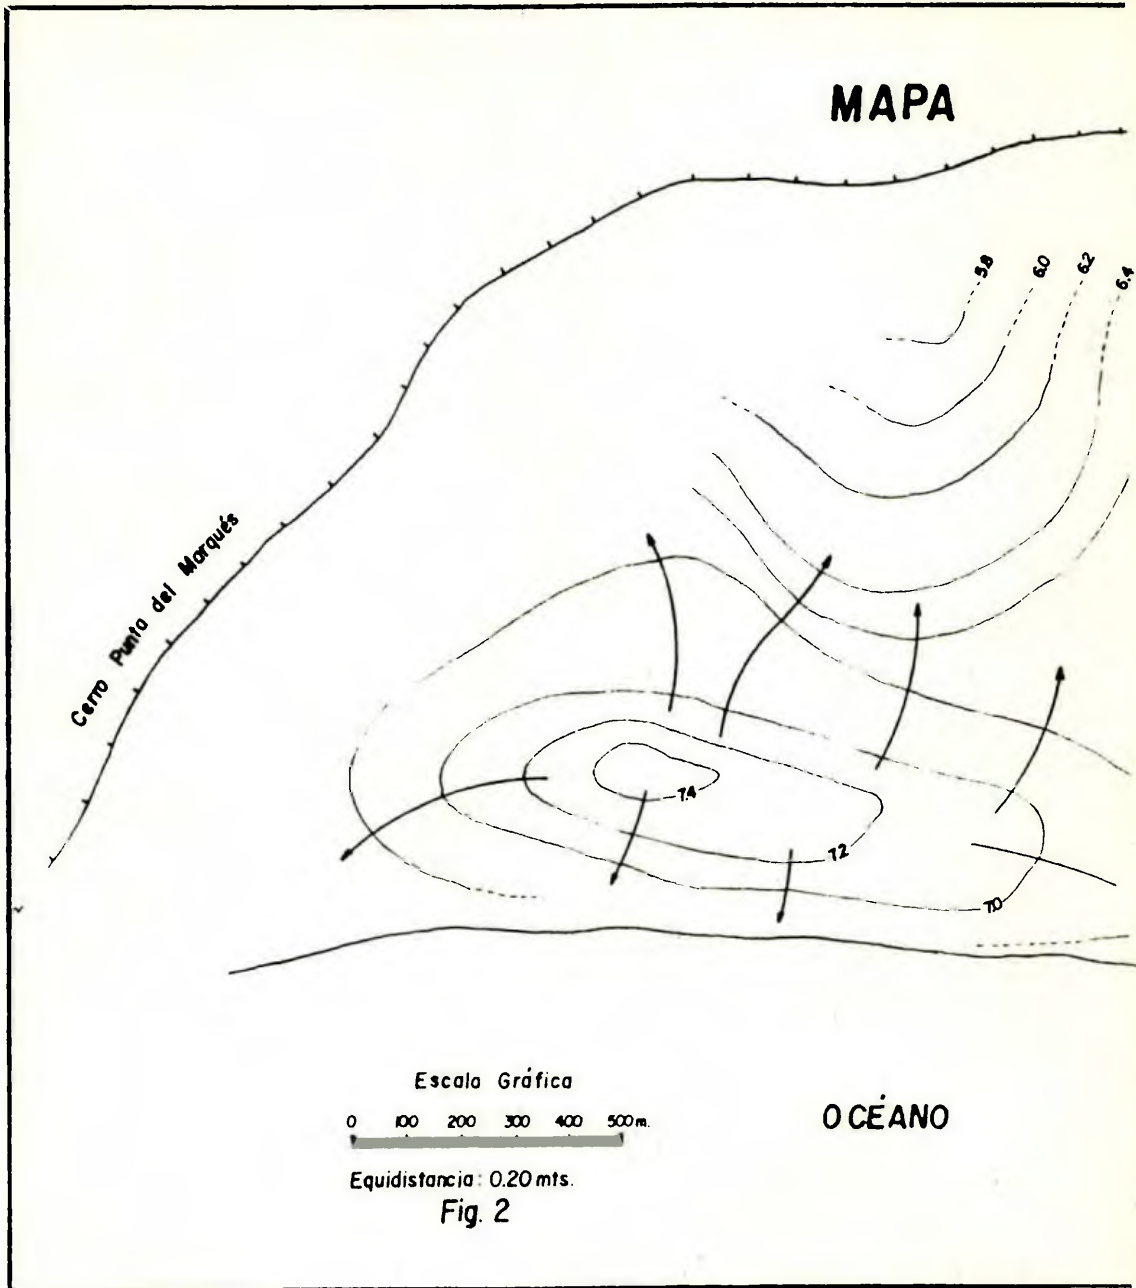 MAPA
5.8
6.0
6.2
6.4
Cerro Punta del Marqués
7.4
7.2
7.0
Escala Gráfica
0 100 200 300 400 500 m.
Equidistancia: 0.20 mts.
Fig. 2
OCÉANO